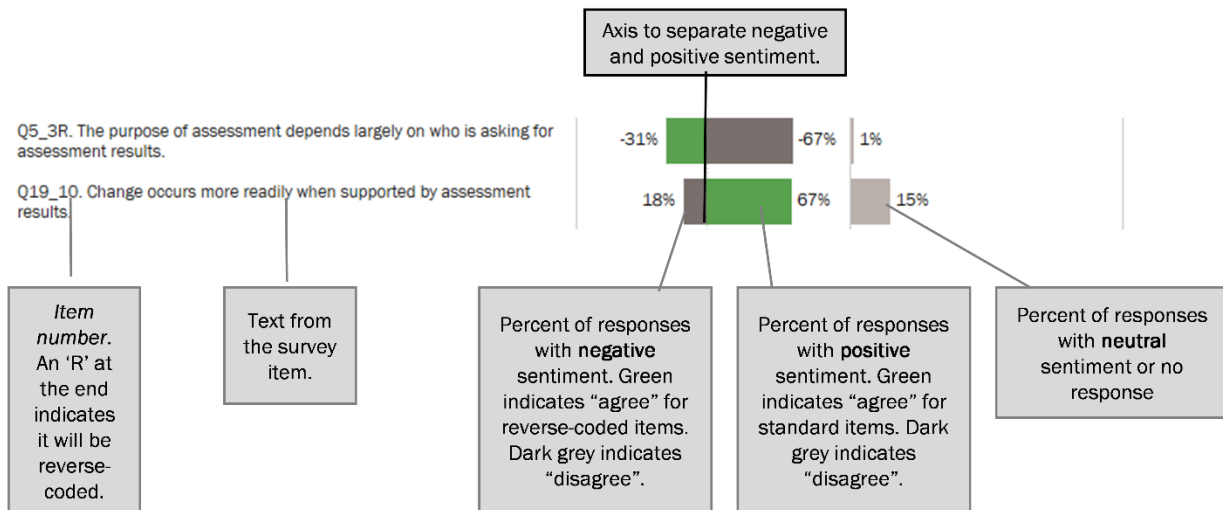 Axis to separate negative
and positive sentiment.
Q5_3R. The purpose of assessment depends largely on who is asking for
assessment results.
-31%
-67%
1%
Q19_10. Change occurs more readily when supported by assessment
results.
18%
67%
15%
Item
number.
An ‘R’ at
the end
indicates
it will be
reverse-
coded.
Text from
the survey
item.
Percent of responses
with negative
sentiment. Green
indicates “agree” for
reverse-coded items.
Dark grey indicates
“disagree”.
Percent of responses
with positive
sentiment. Green
indicates “agree” for
standard items. Dark
grey indicates
“disagree”.
Percent of responses
with neutral
sentiment or no
response